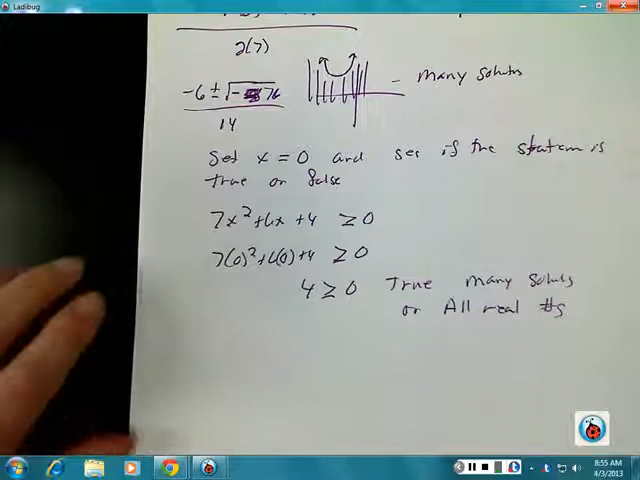 Ladibug
2(7)
-6 ± √-76
14
- many solutns
Set x = 0 and see if the statem is
true or false
7x² + 6x + 4 ≥ 0
7(0)² + 6(0) + 4 ≥ 0
4 ≥ 0 True many solutns
or All real #s
8:55 AM
4/3/2013